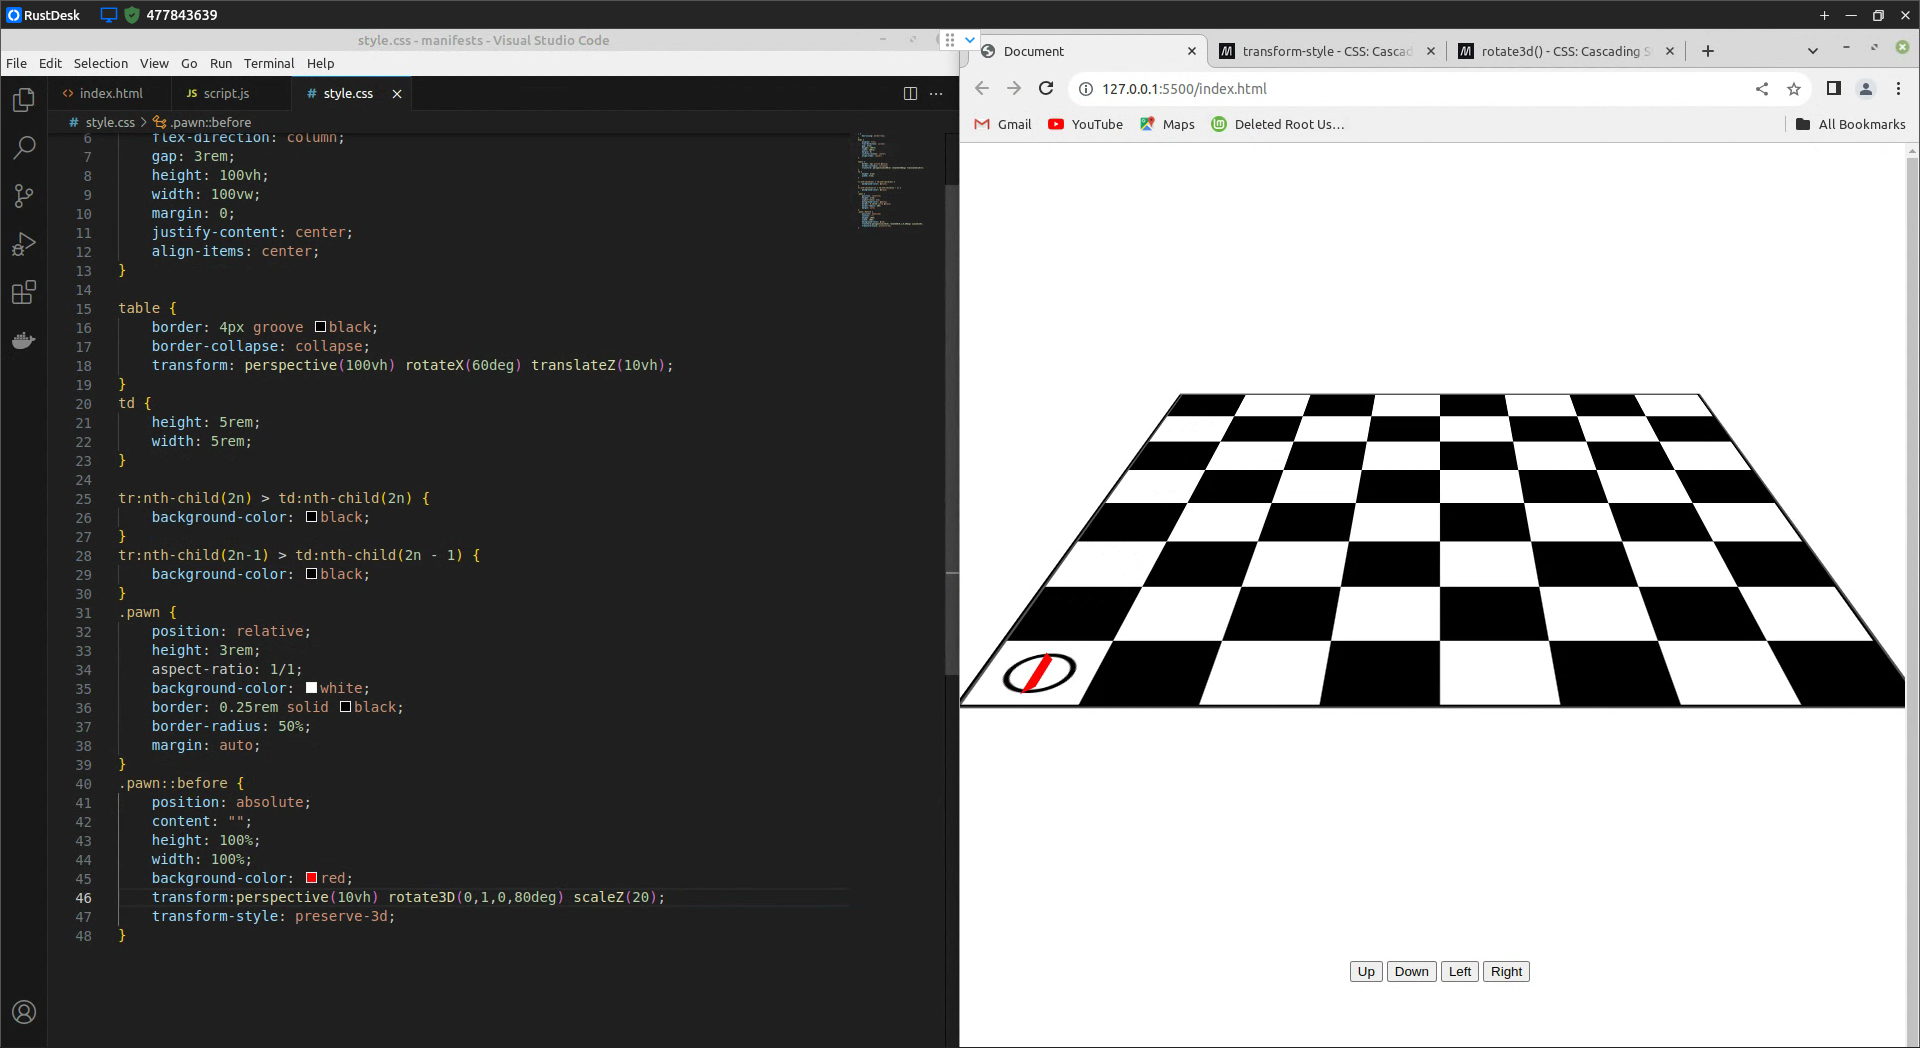 RustDesk 477843639
style.css - manifests - Visual Studio Code
File Edit Selection View Go Run Terminal Help
index.html JS script.js # style.css
# style.css > .pawn::before
6 flex-direction: column;
7 gap: 3rem;
8 height: 100vh;
9 width: 100vw;
10 margin: 0;
11 justify-content: center;
12 align-items: center;
13 }
14
15 table {
16 border: 4px groove black;
17 border-collapse: collapse;
18 transform: perspective(100vh) rotateX(60deg) translateZ(10vh);
19 }
20 td {
21 height: 5rem;
22 width: 5rem;
23 }
24
25 tr:nth-child(2n) > td:nth-child(2n) {
26 background-color: black;
27 }
28 tr:nth-child(2n-1) > td:nth-child(2n - 1) {
29 background-color: black;
30 }
31 .pawn {
32 position: relative;
33 height: 3rem;
34 aspect-ratio: 1/1;
35 background-color: white;
36 border: 0.25rem solid black;
37 border-radius: 50%;
38 margin: auto;
39 }
40 .pawn::before {
41 position: absolute;
42 content: "";
43 height: 100%;
44 width: 100%;
45 background-color: red;
46 transform:perspective(10vh) rotate3D(0,1,0,80deg) scaleZ(20);
47 transform-style: preserve-3d;
48 }
Document transform-style - CSS: Cascad rotate3d() - CSS: Cascading S
127.0.0.1:5500/index.html
Gmail YouTube Maps Deleted Root Us... All Bookmarks
Up Down Left Right